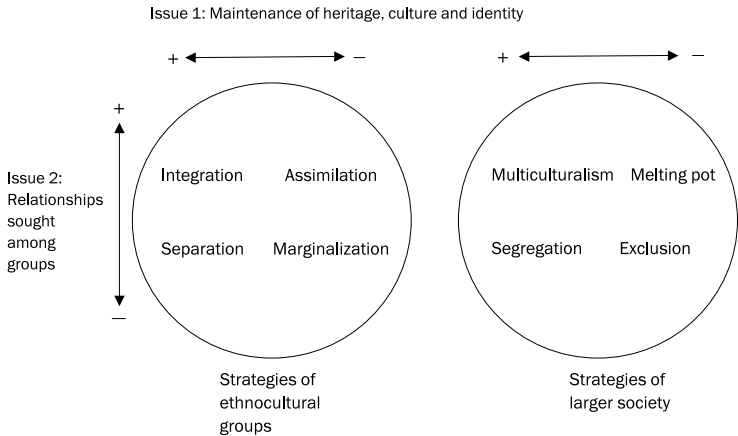 Issue 1: Maintenance of heritage, culture and identity
+ – + –
+
Issue 2:
Relationships
sought
among
groups
–
Integration Assimilation
Separation Marginalization
Multiculturalism Melting pot
Segregation Exclusion
Strategies of
ethnocultural
groups
Strategies of
larger society